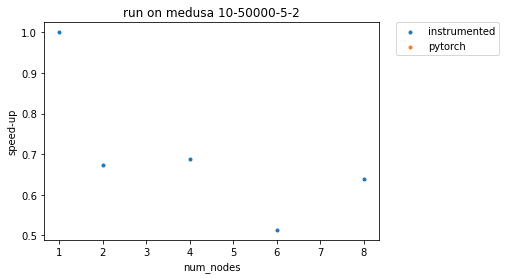 run on medusa 10-50000-5-2
instrumented
pytorch
speed-up
1.0
0.9
0.8
0.7
0.6
0.5
1 2 3 4 5 6 7 8
num_nodes